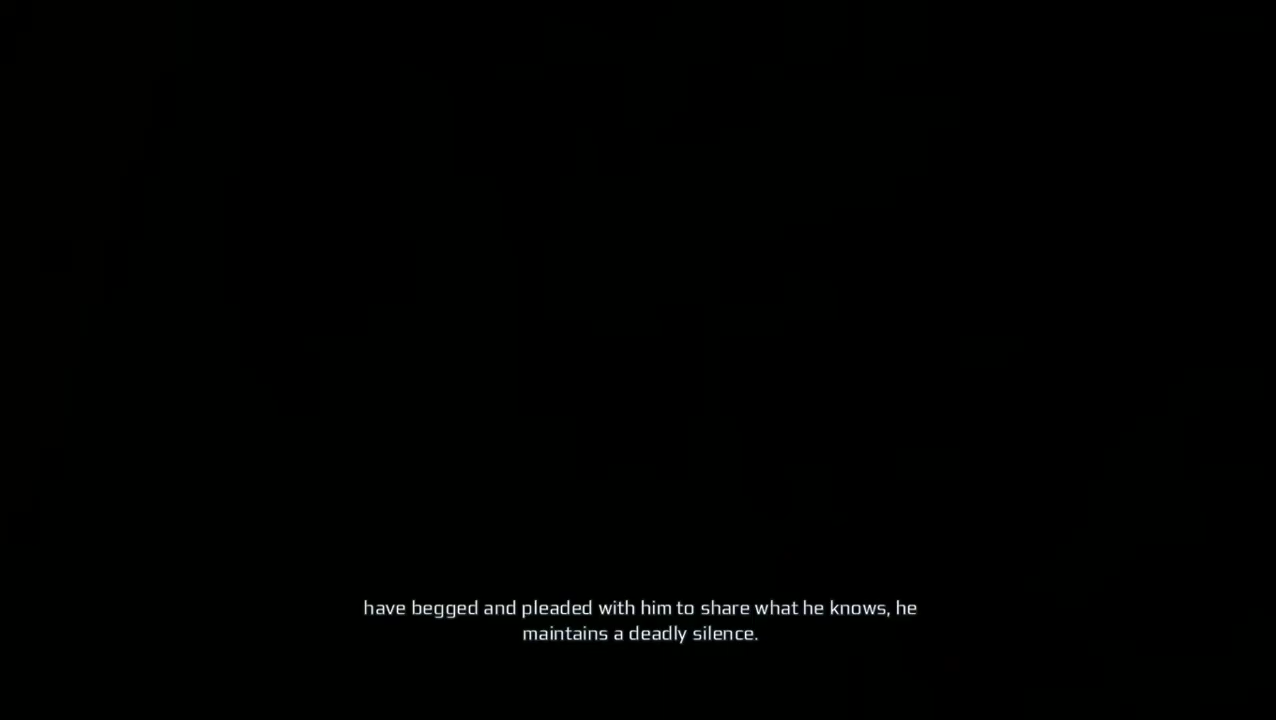 have begged and pleaded with him to share what he knows, he
maintains a deadly silence.